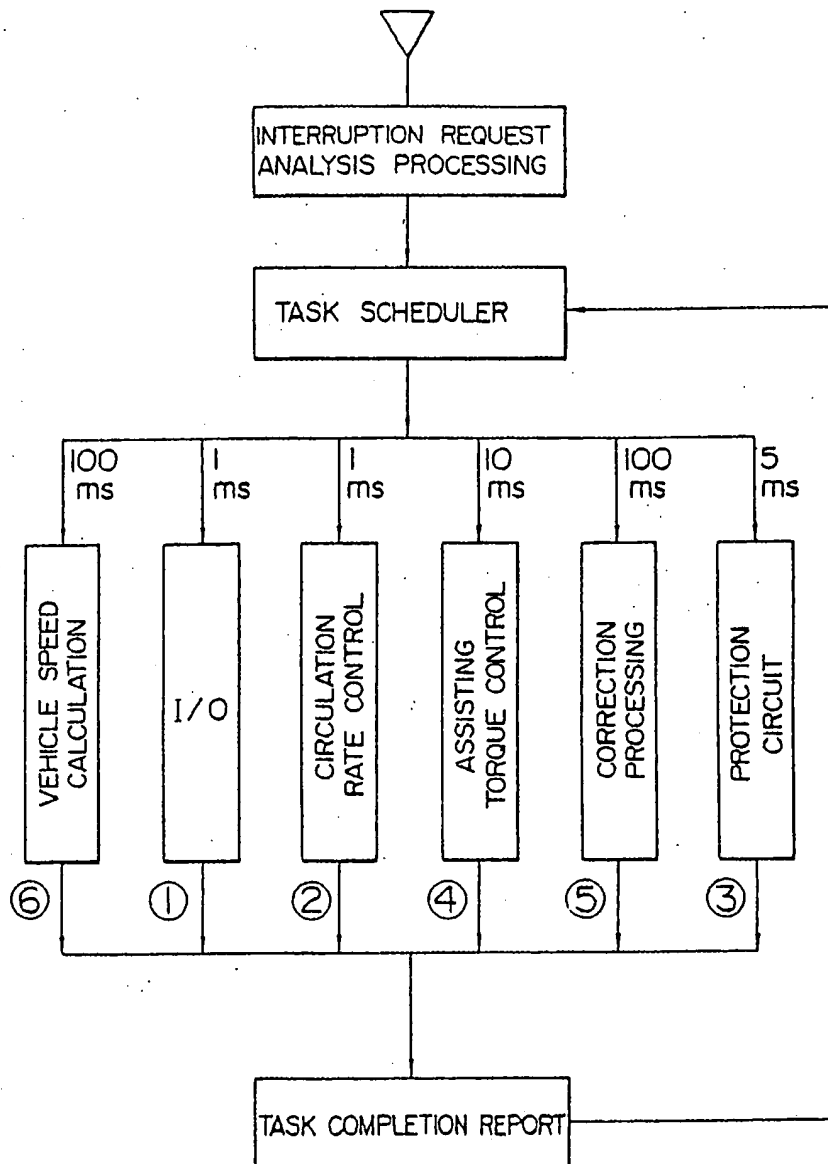 INTERRUPTION REQUEST
ANALYSIS PROCESSING
TASK SCHEDULER
100
ms
1
ms
1
ms
10
ms
100
ms
5
ms
VEHICLE SPEED
CALCULATION
I/O
CIRCULATION
RATE CONTROL
ASSISTING
TORQUE CONTROL
CORRECTION
PROCESSING
PROTECTION
CIRCUIT
⑥
①
②
④
⑤
③
TASK COMPLETION REPORT